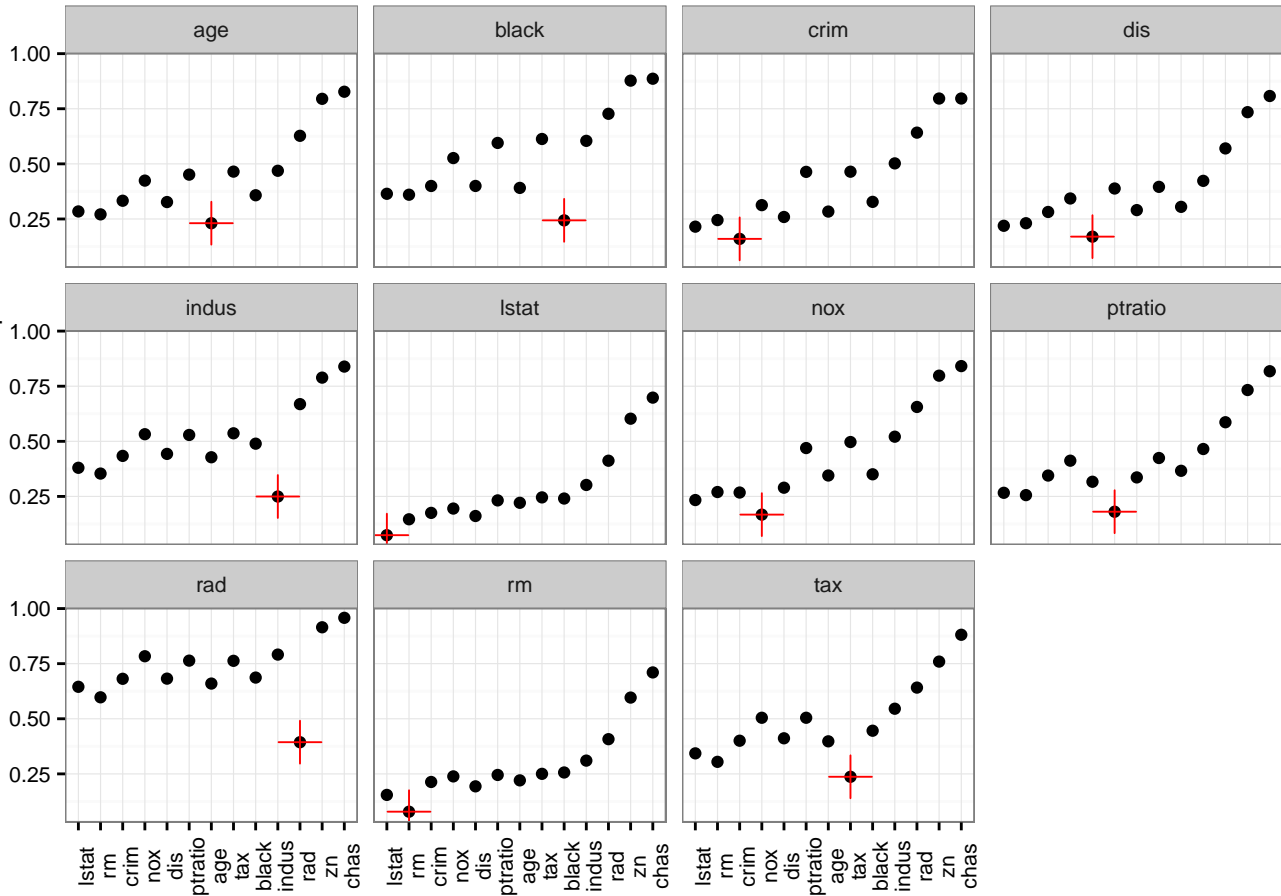 age black crim dis
1.00
0.75
0.50
0.25
indus lstat nox ptratio
1.00
0.75
0.50
0.25
rad rm tax
1.00
0.75
0.50
0.25
lstat rm crim nox dis ptratio age tax black indus rad zn chas
lstat rm crim nox dis ptratio age tax black indus rad zn chas
lstat rm crim nox dis ptratio age tax black indus rad zn chas